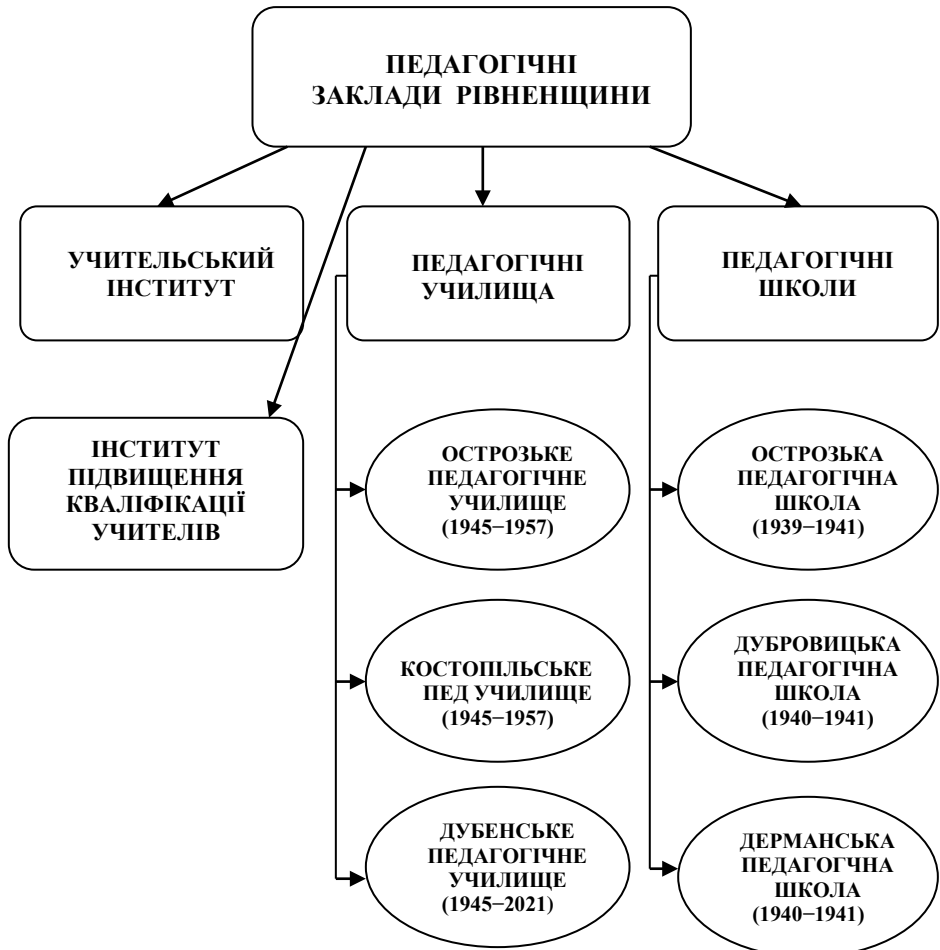 ПЕДАГОГІЧНІ
ЗАКЛАДИ РІВНЕНЩИНИ
УЧИТЕЛЬСЬКИЙ
ІНСТИТУТ
ПЕДАГОГІЧНІ
УЧИЛИЩА
ПЕДАГОГІЧНІ
ШКОЛИ
ІНСТИТУТ
ПІДВИЩЕННЯ
КВАЛІФІКАЦІЇ
УЧИТЕЛІВ
ОСТРОЗЬКЕ
ПЕДАГОГІЧНЕ
УЧИЛИЩЕ
(1945–1957)
ОСТРОЗЬКА
ПЕДАГОГІЧНА
ШКОЛА
(1939–1941)
КОСТОПІЛЬСЬКЕ
ПЕД УЧИЛИЩЕ
(1945–1957)
ДУБРОВИЦЬКА
ПЕДАГОГІЧНА
ШКОЛА
(1940–1941)
ДУБЕНСЬКЕ
ПЕДАГОГІЧНЕ
УЧИЛИЩЕ
(1945–2021)
ДЕРМАНСЬКА
ПЕДАГОГЧНА
ШКОЛА
(1940–1941)